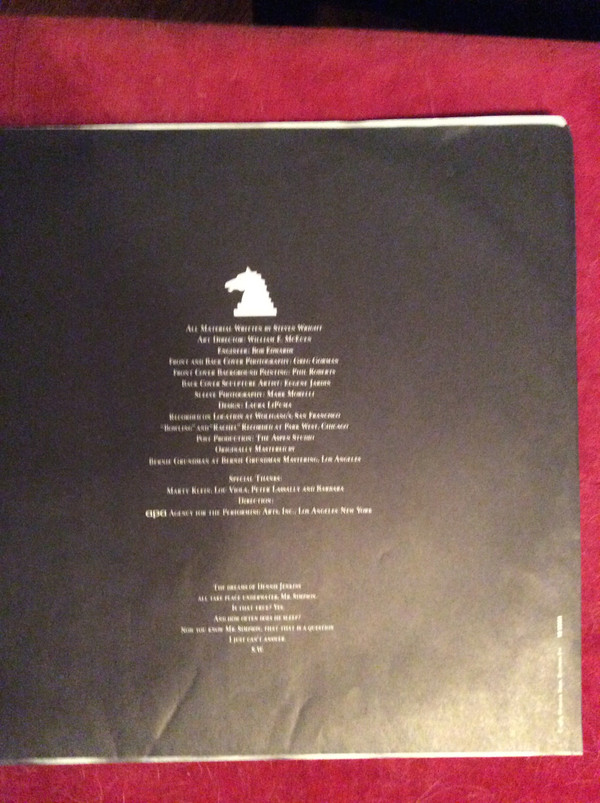 All Material Written by Steven Wright
Art Director: William E. McEuen
Engineer: Bob Edwards
Front and Back Cover Photography: Greg Gorman
Front Cover Background Painting: Phil Roberts
Back Cover Sculpture Artist: Eugene Jardin
Sleeve Photography: Mark Morelli
Design: Laura LiPuma
Recorded on Location at Wolfgang's, San Francisco
"Bowling" and "Rachel" Recorded at Park West, Chicago
Post Production: The Aspen Studio
Originally Mastered by
Bernie Grundman at Bernie Grundman Mastering, Los Angeles
Special Thanks:
Marty Klein, Lou Viola, Peter Lassally and Barbara
Direction:
apa Agency for the Performing Arts, Inc., Los Angeles New York
The dreams of Dennis Jenkins
all take place underwater, Mr. Simpson.
Is that true? Yes.
And how often does he sleep?
Now you know Mr. Simpson, that that is a question
I just can't answer.
S.W.